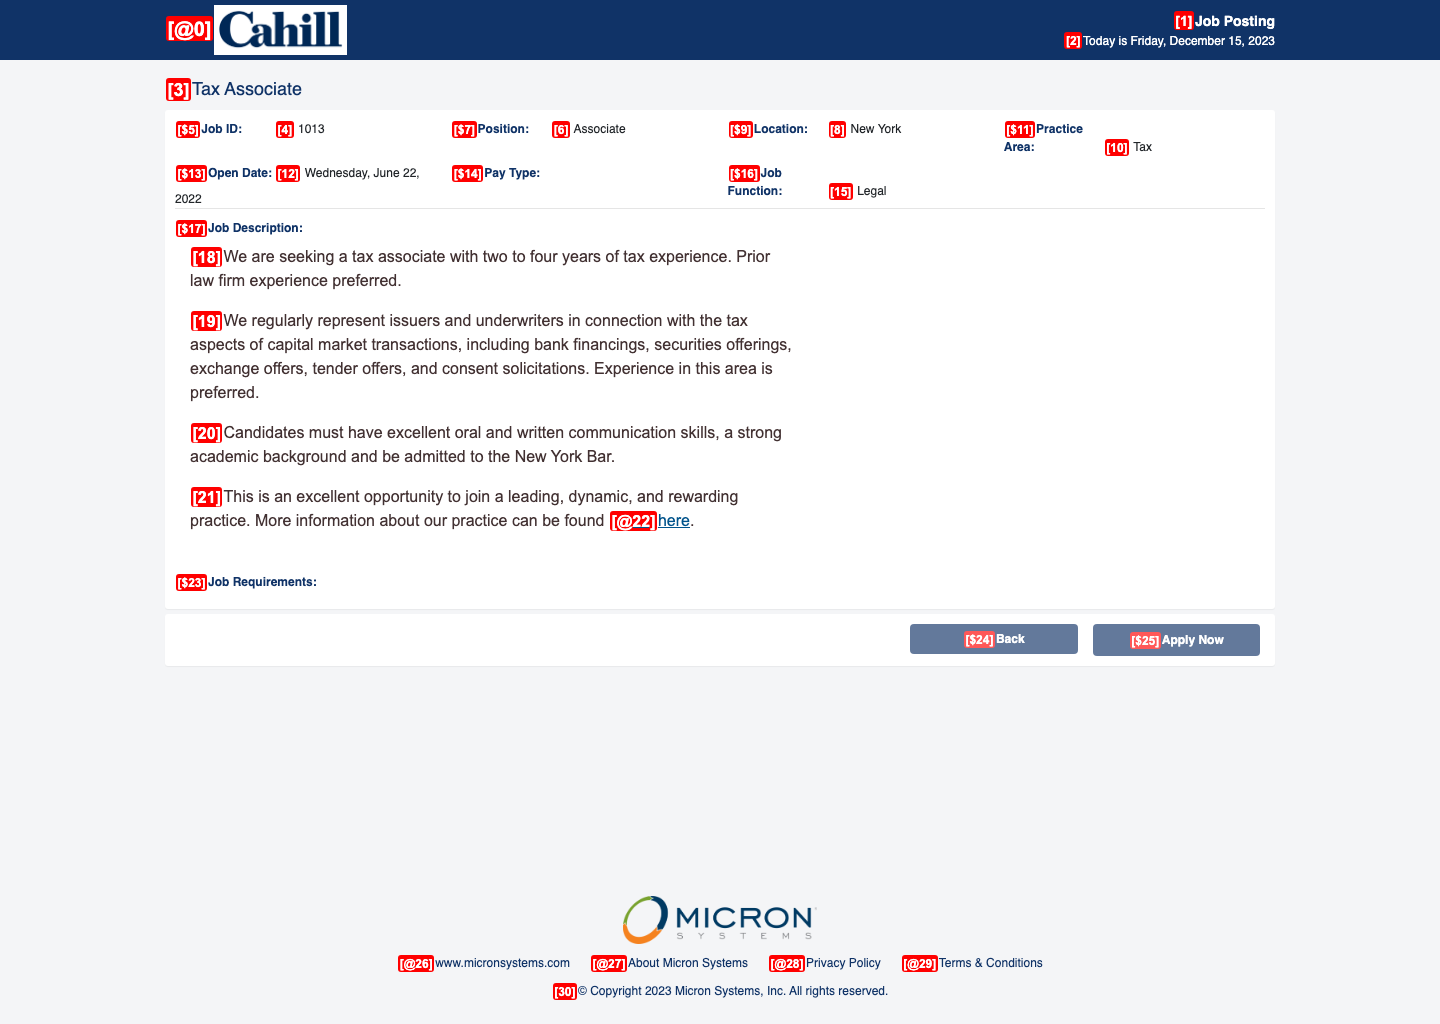 [@0] Cahill
[1] Job Posting
[2] Today is Friday, December 15, 2023
[3] Tax Associate
[$5] Job ID: [4] 1013 [$7] Position: [6] Associate [$9] Location: [8] New York [$11] Practice
Area: [10] Tax
[$13] Open Date: [12] Wednesday, June 22, [$14] Pay Type: [$16] Job
2022 Function: [15] Legal
[$17] Job Description:
[18] We are seeking a tax associate with two to four years of tax experience. Prior
law firm experience preferred.
[19] We regularly represent issuers and underwriters in connection with the tax
aspects of capital market transactions, including bank financings, securities offerings,
exchange offers, tender offers, and consent solicitations. Experience in this area is
preferred.
[20] Candidates must have excellent oral and written communication skills, a strong
academic background and be admitted to the New York Bar.
[21] This is an excellent opportunity to join a leading, dynamic, and rewarding
practice. More information about our practice can be found [@22] here.
[$23] Job Requirements:
[$24] Back [$25] Apply Now
MICRON
SYSTEMS
[@26] www.micronsystems.com [@27] About Micron Systems [@28] Privacy Policy [@29] Terms & Conditions
[30] © Copyright 2023 Micron Systems, Inc. All rights reserved.